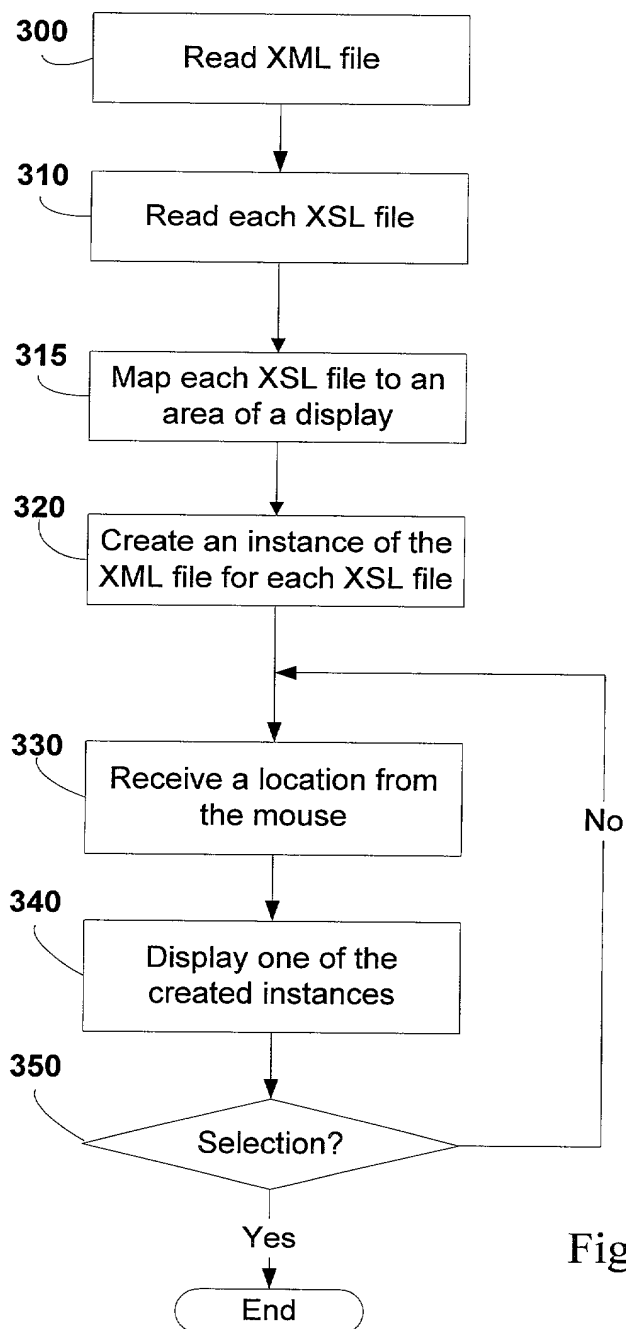 300
Read XML file
310
Read each XSL file
315
Map each XSL file to an
area of a display
320
Create an instance of the
XML file for each XSL file
330
Receive a location from
the mouse
No
340
Display one of the
created instances
350
Selection?
Yes
Fig
End